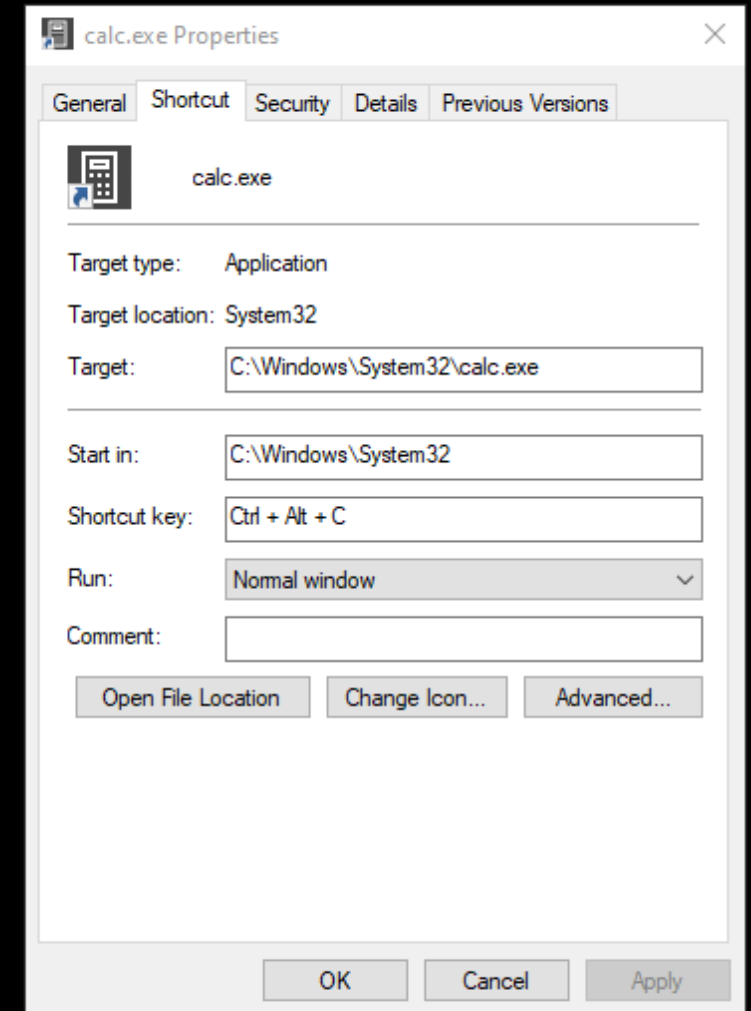 calc.exe Properties
General Shortcut Security Details Previous Versions
calc.exe
Target type: Application
Target location: System32
Target: C:\Windows\System32\calc.exe
Start in: C:\Windows\System32
Shortcut key: Ctrl + Alt + C
Run: Normal window
Comment:
Open File Location Change Icon... Advanced...
OK Cancel Apply